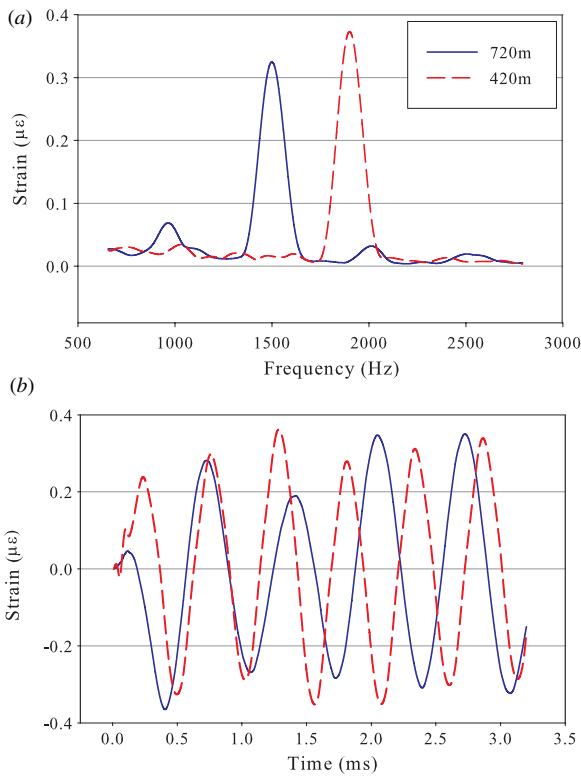 (a)
0.4
0.3
0.2
0.1
0.0
Strain (με)
720m
420m
500 1000 1500 2000 2500 3000
Frequency (Hz)
(b)
0.4
0.2
0.0
-0.2
-0.4
Strain (με)
0.0 0.5 1.0 1.5 2.0 2.5 3.0 3.5
Time (ms)